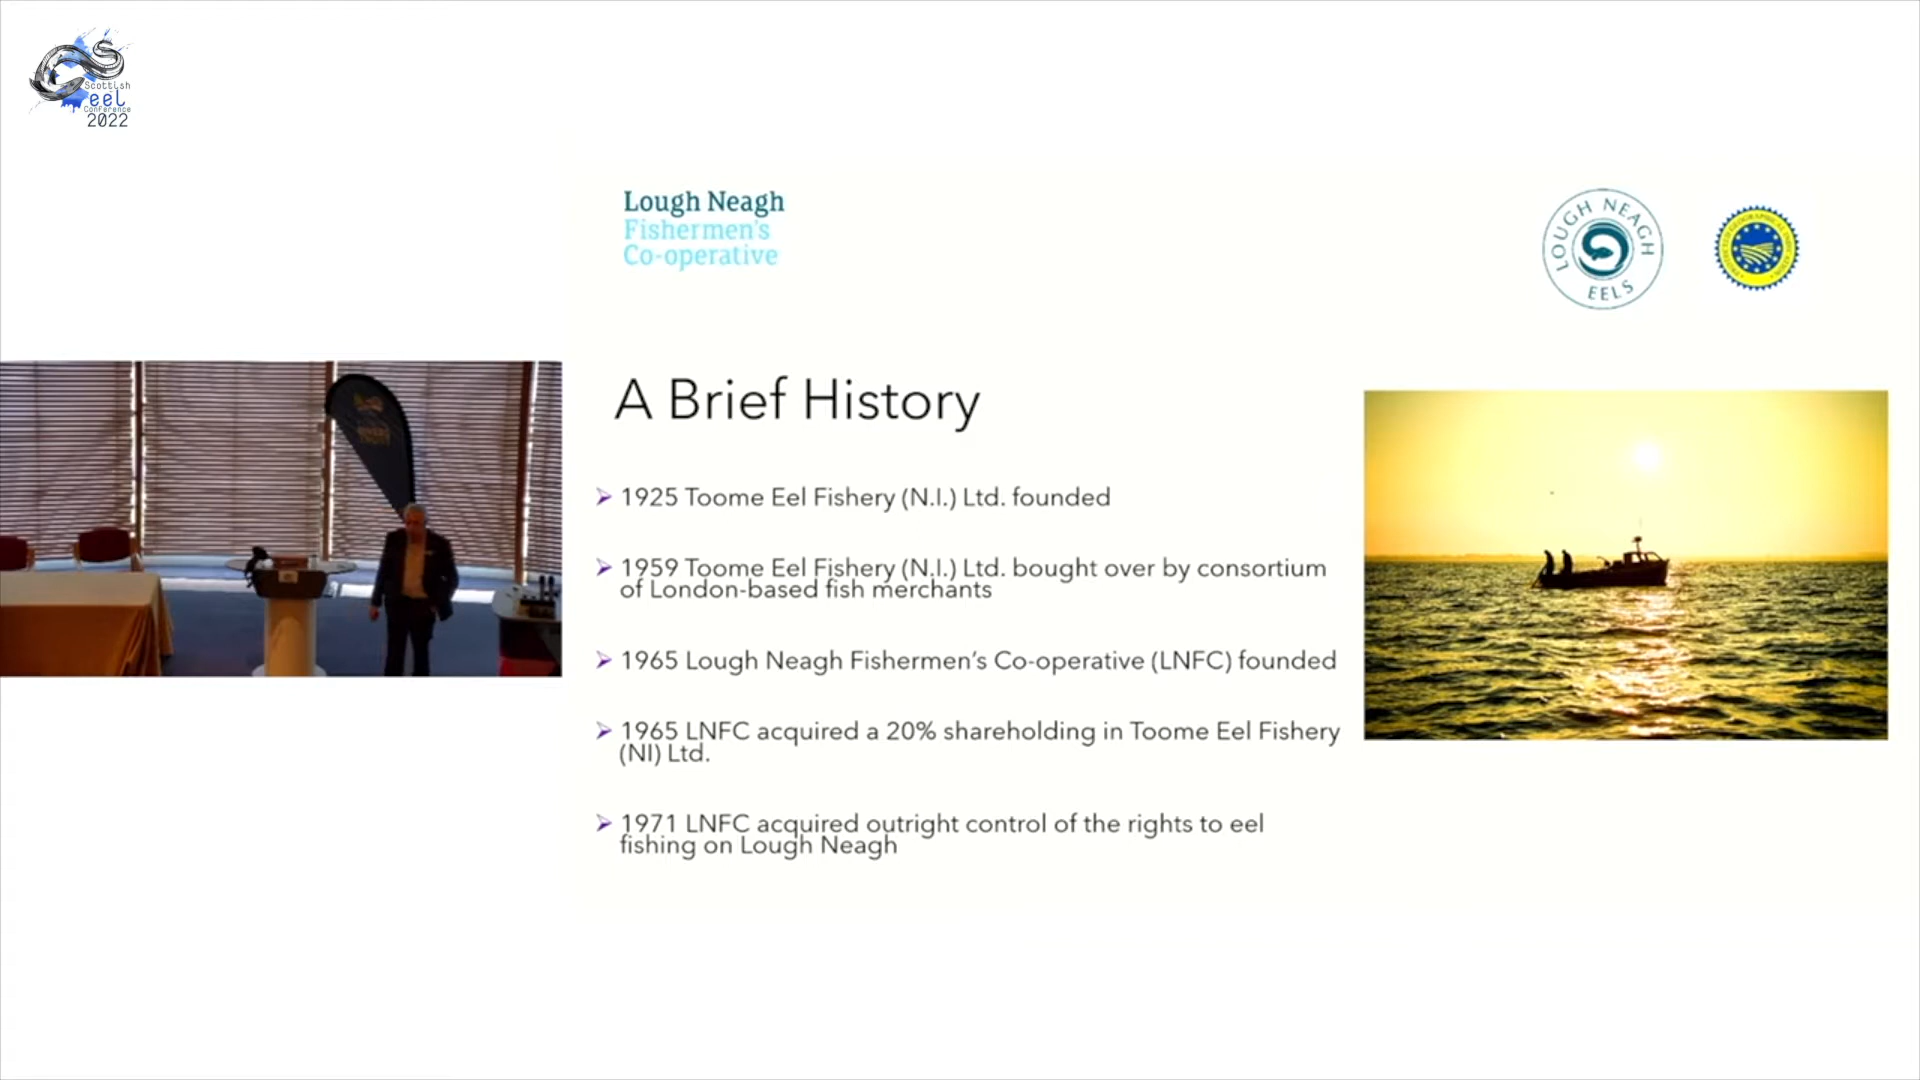 Scottish
eel
Conference
2022
Lough Neagh
Fishermen's
Co-operative
LOUGH NEAGH
EELS
A Brief History
1925 Toome Eel Fishery (N.I.) Ltd. founded
1959 Toome Eel Fishery (N.I.) Ltd. bought over by consortium
of London-based fish merchants
1965 Lough Neagh Fishermen’s Co-operative (LNFC) founded
1965 LNFC acquired a 20% shareholding in Toome Eel Fishery
(NI) Ltd.
1971 LNFC acquired outright control of the rights to eel
fishing on Lough Neagh